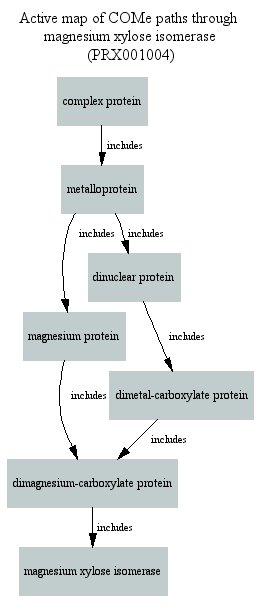 Active map of COMe paths through
magnesium xylose isomerase
(PRX001004)
complex protein
includes
metalloprotein
includes includes
dinuclear protein
magnesium protein
includes
dimetal-carboxylate protein
includes
includes
dimagnesium-carboxylate protein
includes
magnesium xylose isomerase